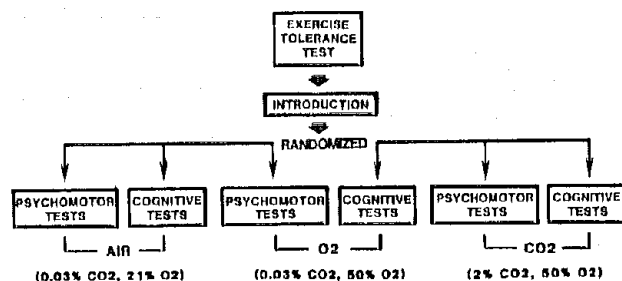 EXERCISE
TOLERANCE
TEST
INTRODUCTION
RANDOMIZED
PSYCHOMOTOR
TESTS
COGNITIVE
TESTS
PSYCHOMOTOR
TESTS
COGNITIVE
TESTS
PSYCHOMOTOR
TESTS
COGNITIVE
TESTS
AIR
O2
CO2
(0.03% CO2, 21% O2)
(0.03% CO2, 50% O2)
(2% CO2, 50% O2)